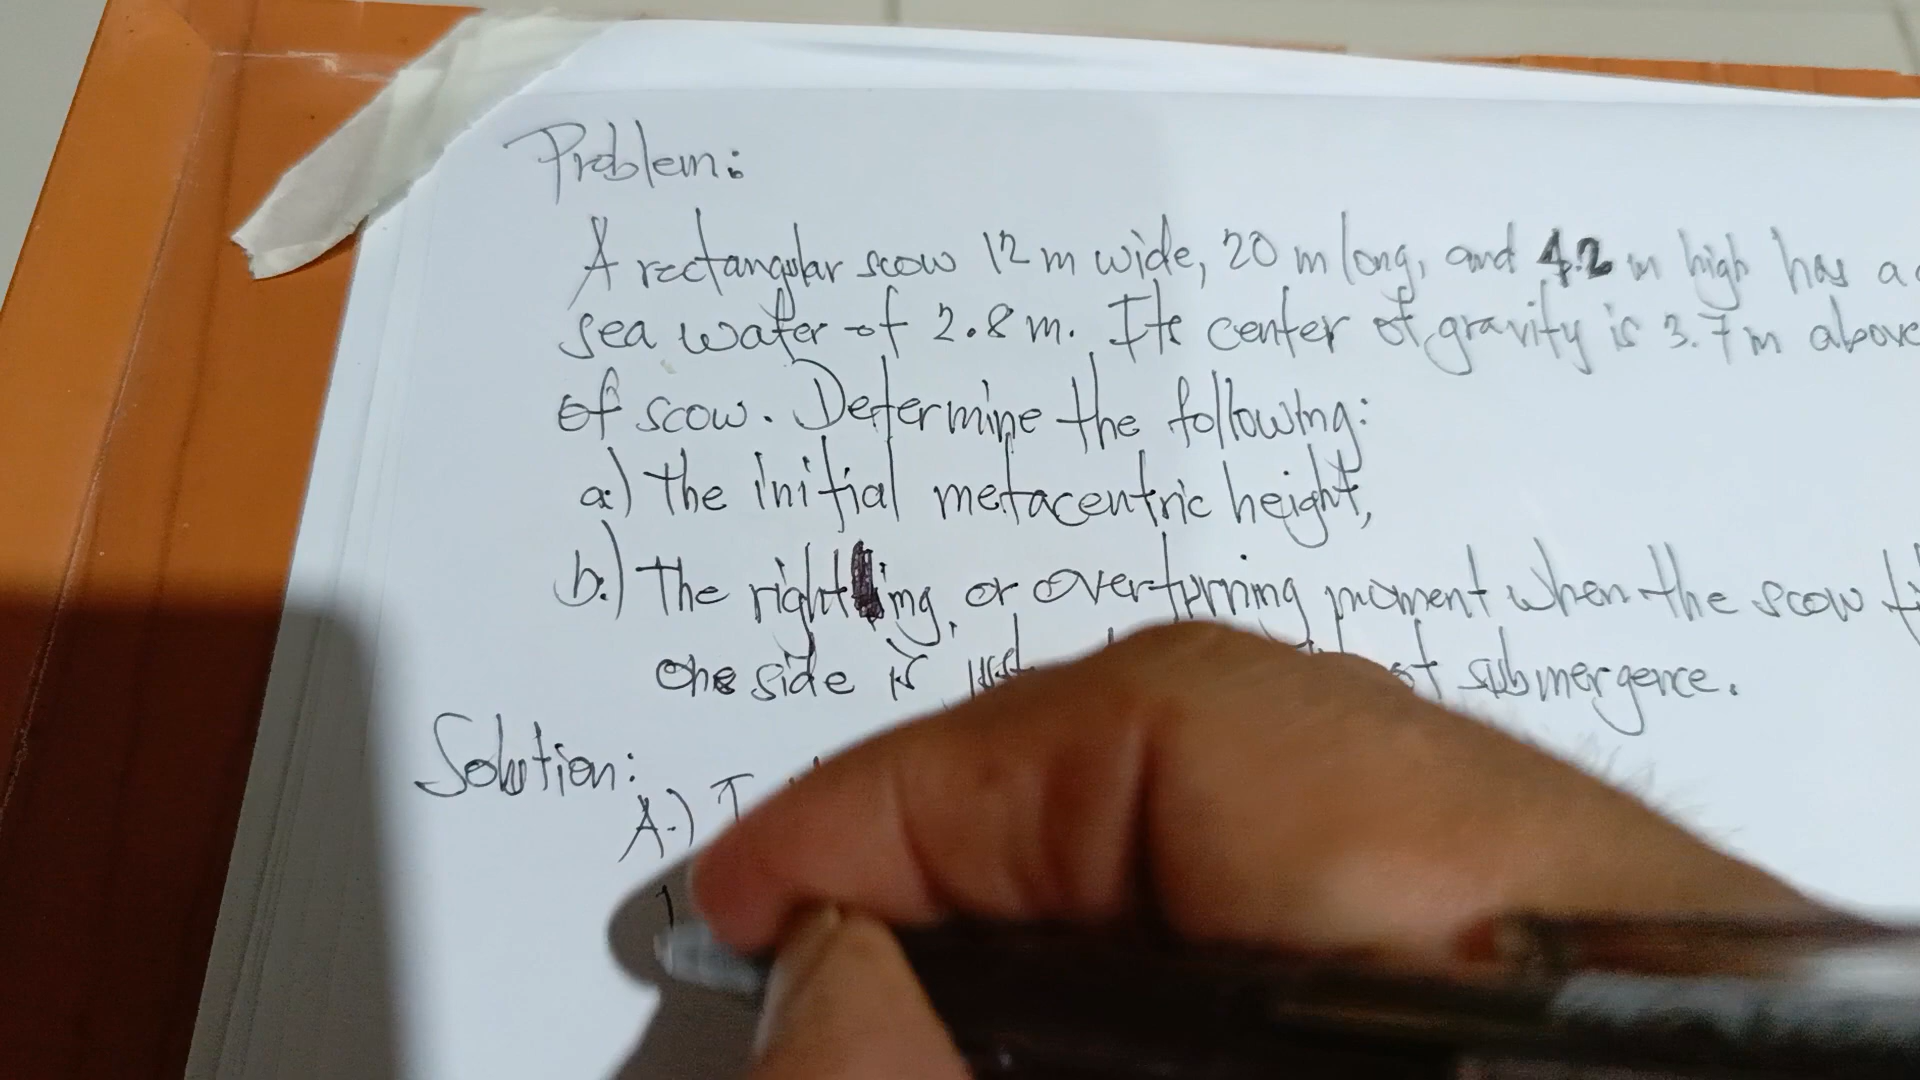 Problem:
A rectangular scow 12 m wide, 20 m long, and 4.2 m high has a
sea water of 2.8 m. Its center of gravity is 3.7 m above
of scow. Determine the following:
a.) the initial metacentric height,
b.) the righting or overturning moment when the scow
one side is just of submergence.
Solution:
A.)